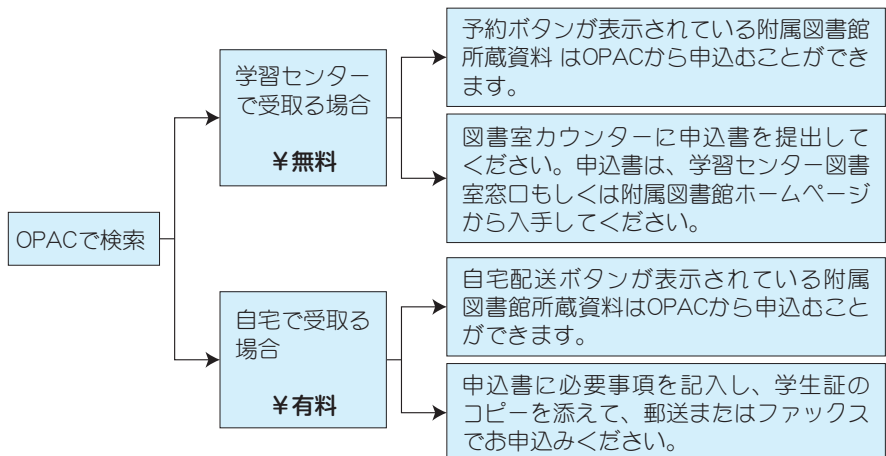 OPACで検索
学習センター
で受取る場合
¥無料
予約ボタンが表示されている附属図書館
所蔵資料 はOPACから申込むことができ
ます。
図書室カウンターに申込書を提出して
ください。申込書は、学習センター図書
室窓口もしくは附属図書館ホームページ
から入手してください。
自宅で受取る
場合
¥有料
自宅配送ボタンが表示されている附属
図書館所蔵資料はOPACから申込むこと
ができます。
申込書に必要事項を記入し、学生証の
コピーを添えて、郵送またはファックス
でお申込みください。